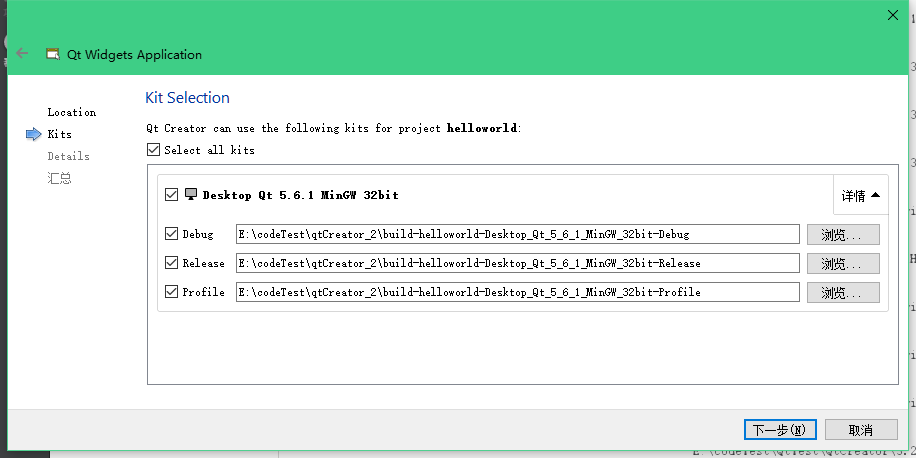 Qt Widgets Application
Location
Kits
Details
汇总
Kit Selection
Qt Creator can use the following kits for project helloworld:
Select all kits
Desktop Qt 5.6.1 MinGW 32bit
详情
Debug
E:\codeTest\qtCreator_2\build-helloworld-Desktop_Qt_5_6_1_MinGW_32bit-Debug
浏览...
Release
E:\codeTest\qtCreator_2\build-helloworld-Desktop_Qt_5_6_1_MinGW_32bit-Release
浏览...
Profile
E:\codeTest\qtCreator_2\build-helloworld-Desktop_Qt_5_6_1_MinGW_32bit-Profile
浏览...
下一步(N)
取消